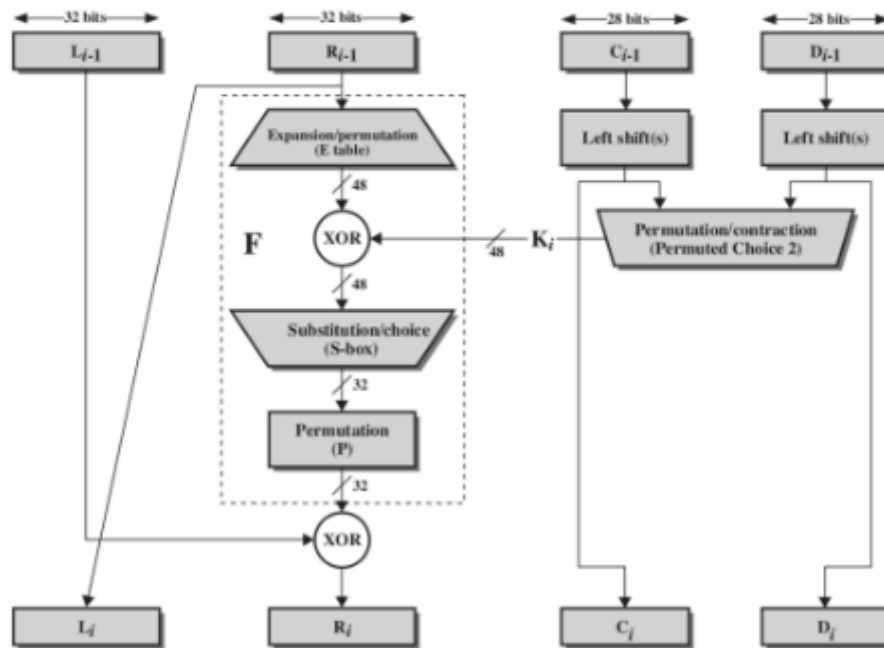 32 bits
32 bits
28 bits
28 bits
Li-1
Ri-1
Ci-1
Di-1
Expansion/permutation
(E table)
Left shift(s)
Left shift(s)
48
F
XOR
48
Ki
Permutation/contraction
(Permuted Choice 2)
48
Substitution/choice
(S-box)
32
Permutation
(P)
32
XOR
Li
Ri
Ci
Di